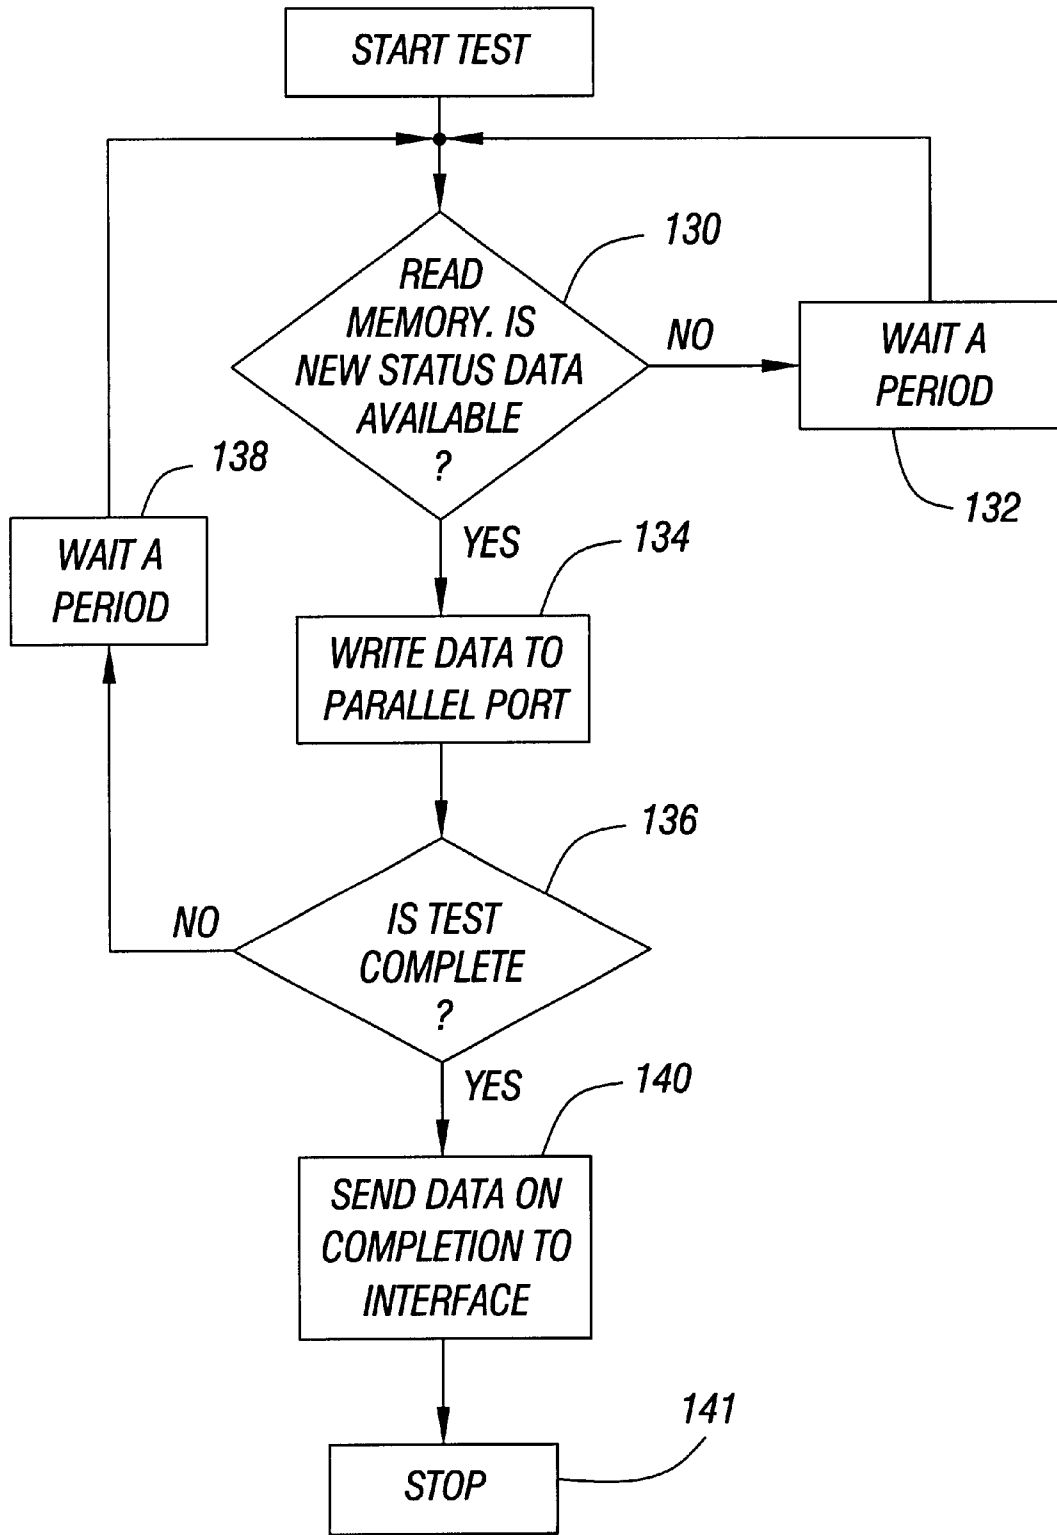 START TEST
130
READ
MEMORY. IS
NEW STATUS DATA
AVAILABLE
?
NO
WAIT A
PERIOD
132
138
WAIT A
PERIOD
YES
134
WRITE DATA TO
PARALLEL PORT
136
NO
IS TEST
COMPLETE
?
YES
140
SEND DATA ON
COMPLETION TO
INTERFACE
141
STOP